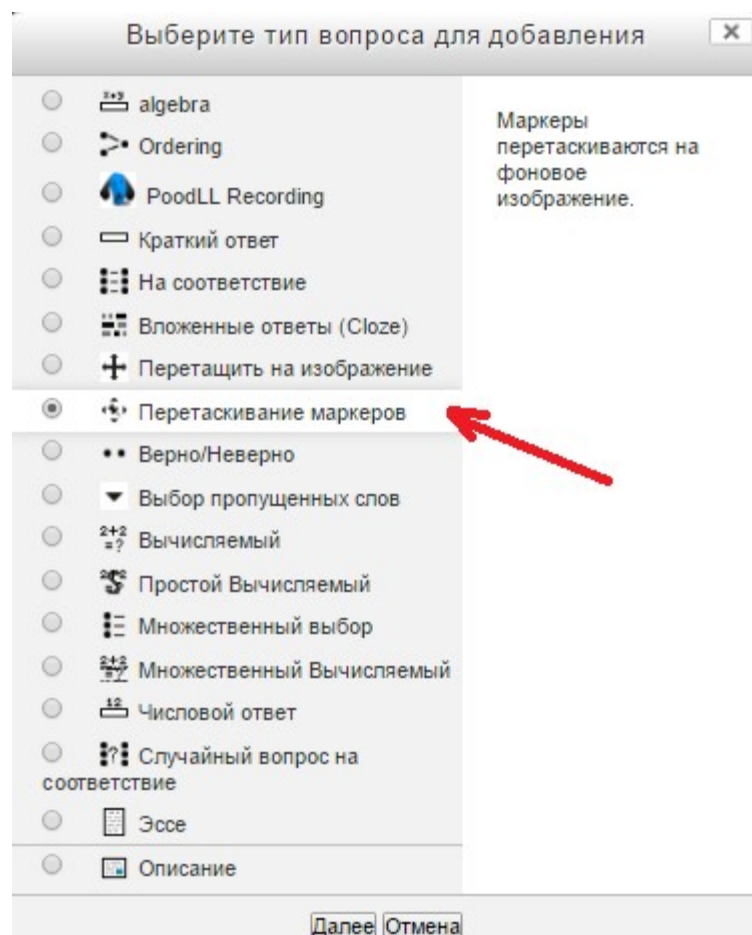 Выберите тип вопроса для добавления
algebra
Ordering
PoodLL Recording
Краткий ответ
На соответствие
Вложенные ответы (Cloze)
Перетащить на изображение
Перетаскивание маркеров
Верно/Неверно
Выбор пропущенных слов
Вычисляемый
Простой Вычисляемый
Множественный выбор
Множественный Вычисляемый
Числовой ответ
Случайный вопрос на
соответствие
Эссе
Описание
Маркеры
перетаскиваются на
фоновое
изображение.
Далее Отмена